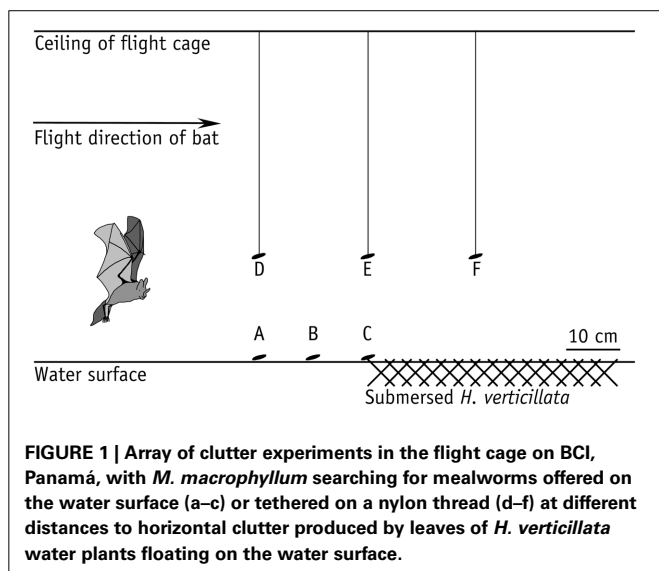 Ceiling of flight cage
Flight direction of bat
D E F
A B C
10 cm
Water surface
Submersed H. verticillata
FIGURE 1 | Array of clutter experiments in the flight cage on BCI,
Panamá, with M. macrophyllum searching for mealworms offered on
the water surface (a–c) or tethered on a nylon thread (d–f) at different
distances to horizontal clutter produced by leaves of H. verticillata
water plants floating on the water surface.